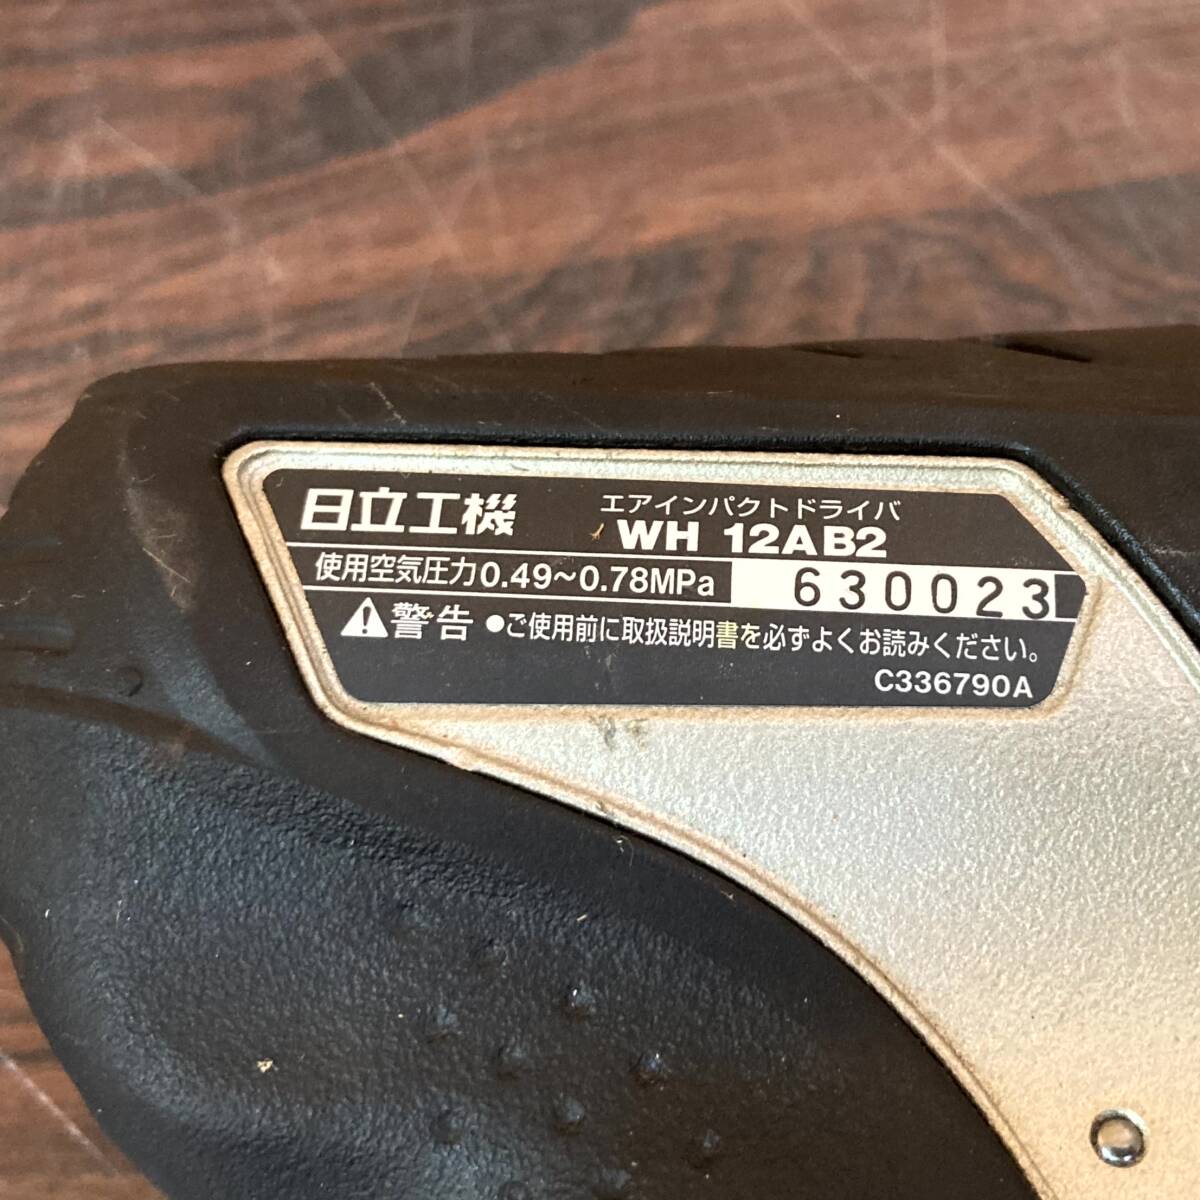 日立工機 エアインパクトドライバ
WH 12AB2
使用空気圧力0.49～0.78MPa 630023
⚠警告 ●ご使用前に取扱説明書を必ずよくお読みください。
C336790A